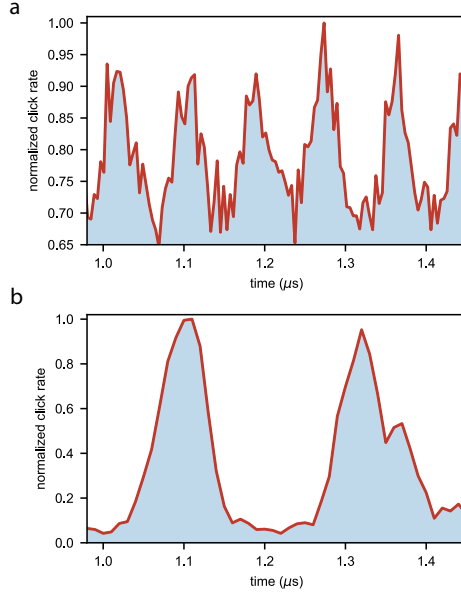 a
1.00
0.95
0.90
0.85
0.80
0.75
0.70
0.65
normalized click rate
1.0 1.1 1.2 1.3 1.4
time (μs)
b
1.0
0.8
0.6
0.4
0.2
0.0
normalized click rate
1.0 1.1 1.2 1.3 1.4
time (μs)